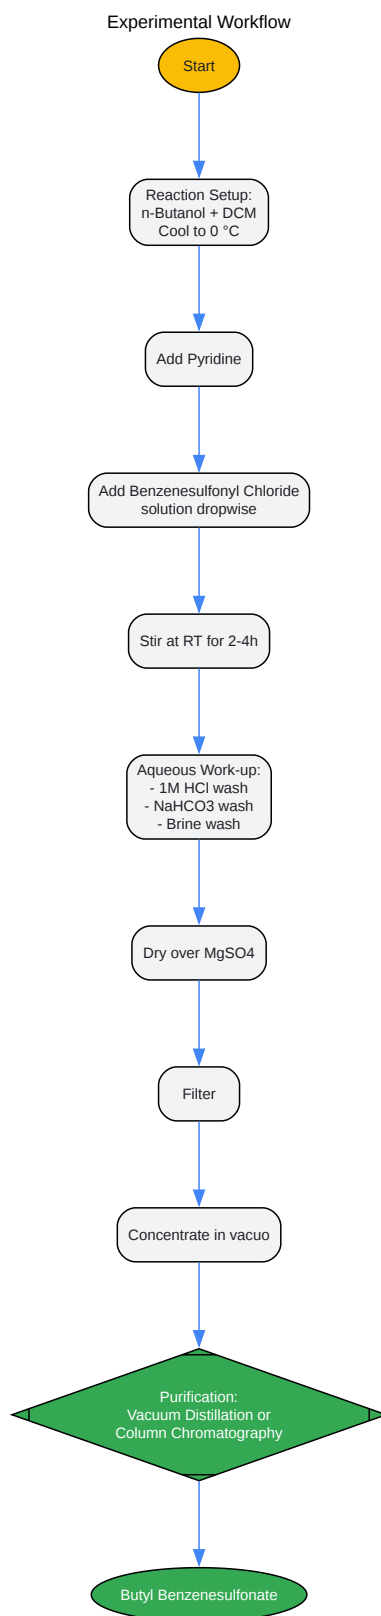 Experimental Workflow
Start
Reaction Setup:
n-Butanol + DCM
Cool to 0 °C
Add Pyridine
Add Benzenesulfonyl Chloride
solution dropwise
Stir at RT for 2-4h
Aqueous Work-up:
- 1M HCl wash
- NaHCO3 wash
- Brine wash
Dry over MgSO4
Filter
Concentrate in vacuo
Purification:
Vacuum Distillation or
Column Chromatography
Butyl Benzenesulfonate